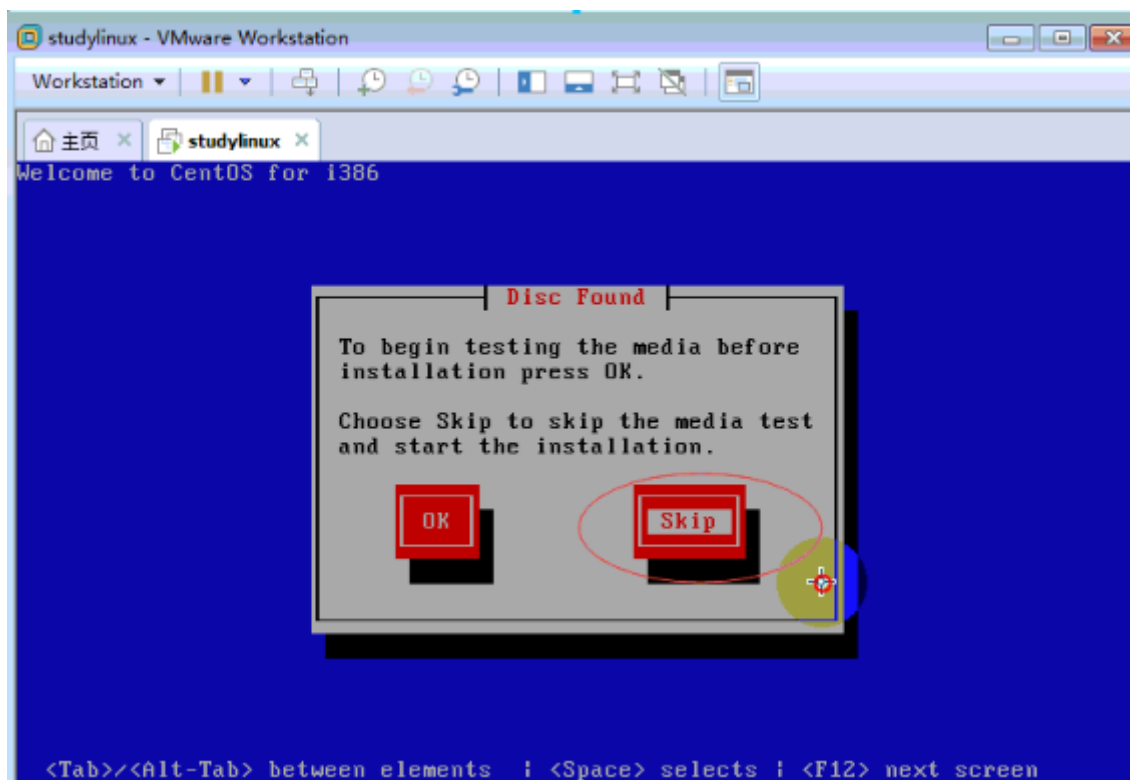 studylinux - VMware Workstation
Workstation
主页 studylinux
Welcome to CentOS for i386
Disc Found
To begin testing the media before
installation press OK.
Choose Skip to skip the media test
and start the installation.
OK Skip
<Tab>/<Alt-Tab> between elements ¦ <Space> selects ¦ <F12> next screen